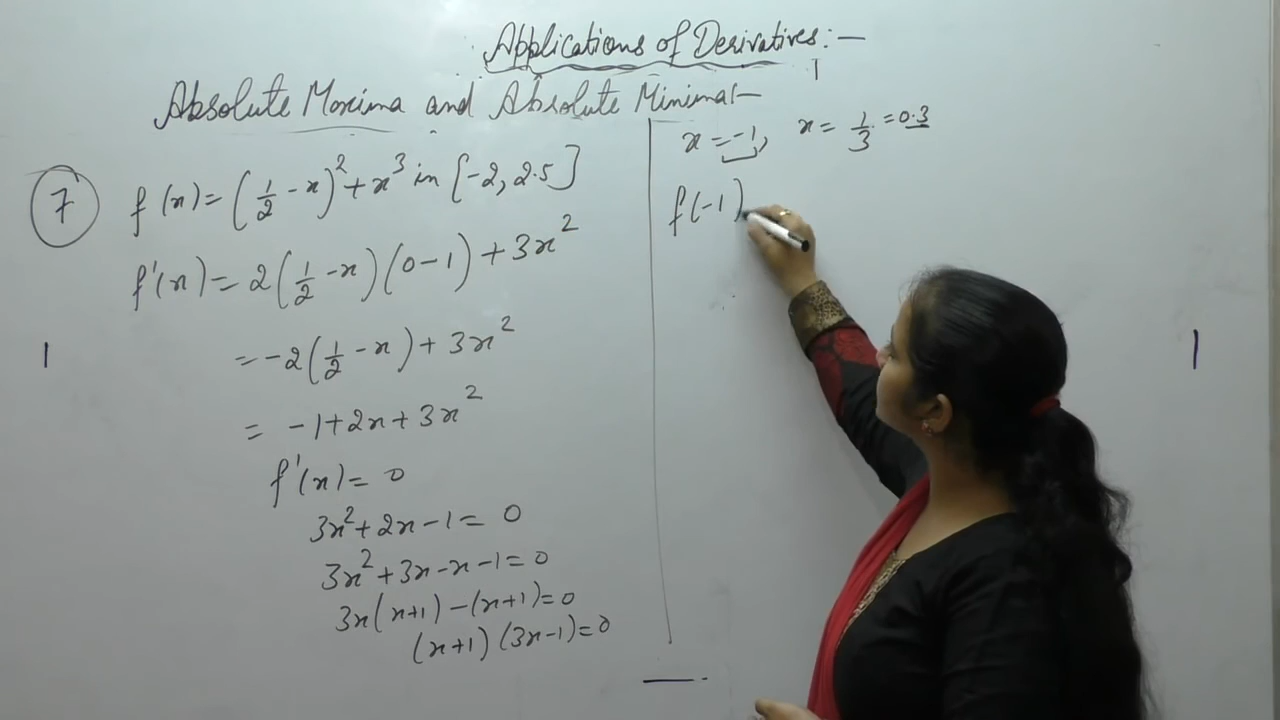 Applications of Derivatives:-
Absolute Maxima and Absolute Minima:-
7 f(x) = (1/2 - x)² + x³ in [-2, 2.5]
f'(x) = 2(1/2 - x)(0-1) + 3x²
= -2(1/2 - x) + 3x²
= -1+2x+3x²
f'(x) = 0
3x²+2x-1 = 0
3x²+3x-x-1=0
3x(x+1)-(x+1)=0
(x+1)(3x-1)=0
x = -1, x = 1/3 = 0.3
f(-1)